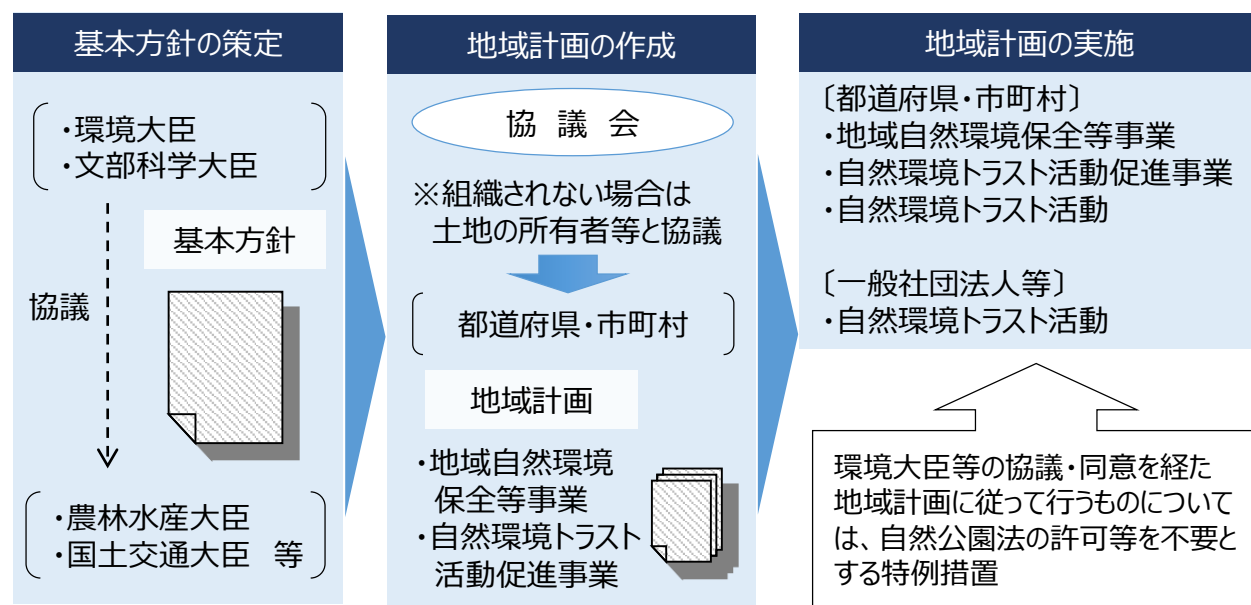 基本方針の策定
・環境大臣
・文部科学大臣
基本方針
協議
・農林水産大臣
・国土交通大臣 等
地域計画の作成
協 議 会
※組織されない場合は
土地の所有者等と協議
都道府県・市町村
地域計画
・地域自然環境
保全等事業
・自然環境トラスト
活動促進事業
地域計画の実施
〔都道府県・市町村〕
・地域自然環境保全等事業
・自然環境トラスト活動促進事業
・自然環境トラスト活動
〔一般社団法人等〕
・自然環境トラスト活動
環境大臣等の協議・同意を経た
地域計画に従って行うものについて
は、自然公園法の許可等を不要と
する特例措置